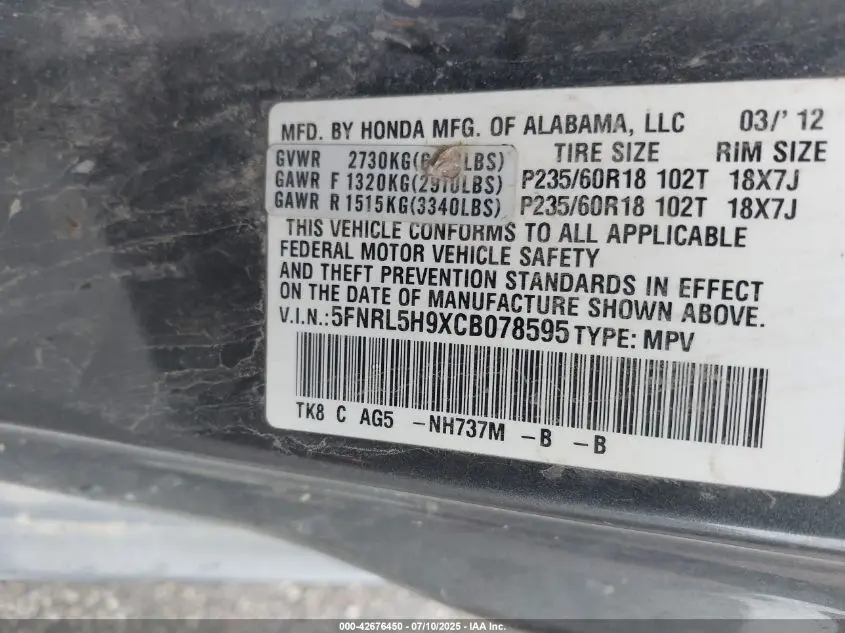 MFD. BY HONDA MFG. OF ALABAMA, LLC 03/' 12
GVWR 2730KG( LBS) TIRE SIZE RIM SIZE
GAWR F 1320KG(2910LBS) P235/60R18 102T 18X7J
GAWR R 1515KG(3340LBS) P235/60R18 102T 18X7J
THIS VEHICLE CONFORMS TO ALL APPLICABLE
FEDERAL MOTOR VEHICLE SAFETY
AND THEFT PREVENTION STANDARDS IN EFFECT
ON THE DATE OF MANUFACTURE SHOWN ABOVE.
V.I.N.:5FNRL5H9XCB078595 TYPE: MPV
TK8 C AG5 -NH737M -B -B
000-42676450 - 07/10/2025 - IAA Inc.